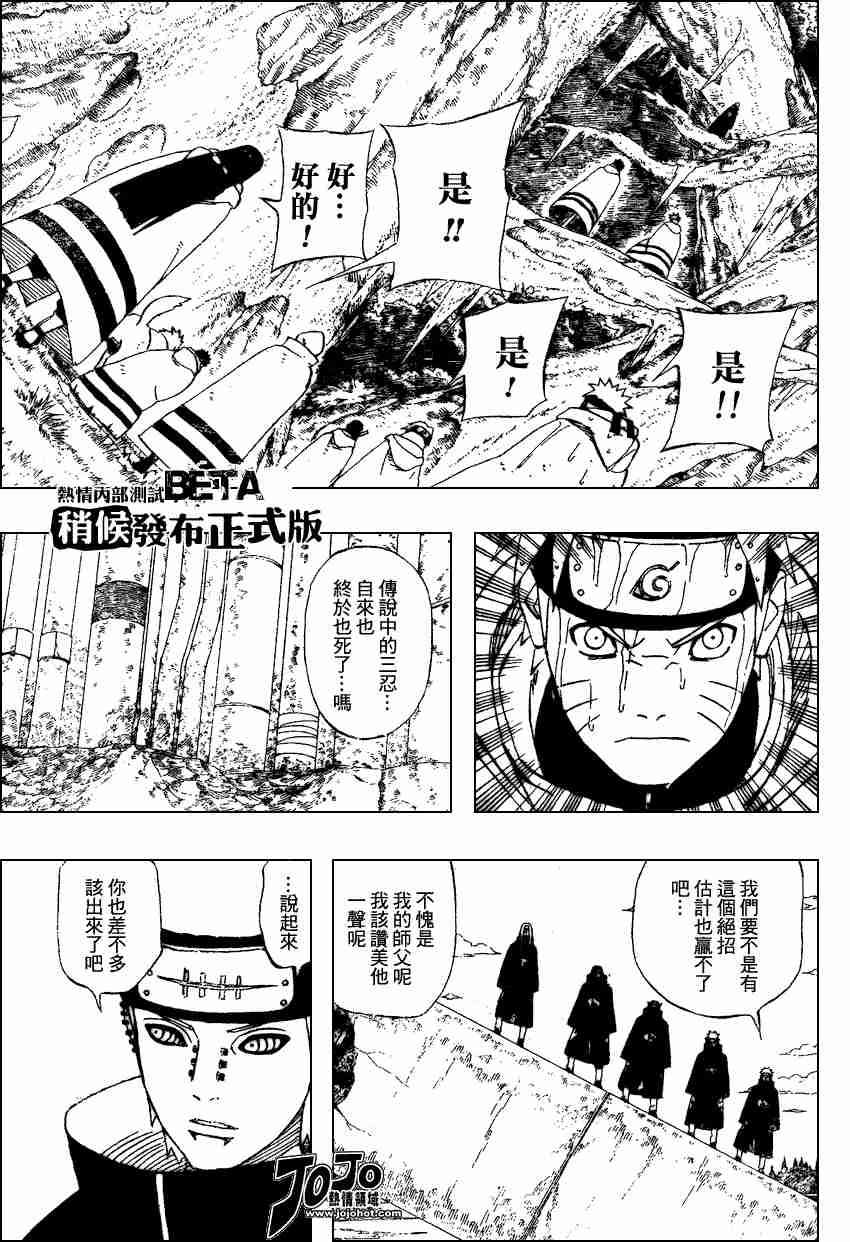 是!!
是!
是!!
好…
好的!
熱情內部測試BETA
稍候發布正式版
傳說中的三忍…
自來也
終於也死了…嗎
我們要不是有
這個絕招
估計也贏不了
吧…
不愧是
我的師父呢
我該讚美他
一聲呢
…說起來
你也差不多
該出來了吧
JOJO
熱情領域
www.jojohot.com